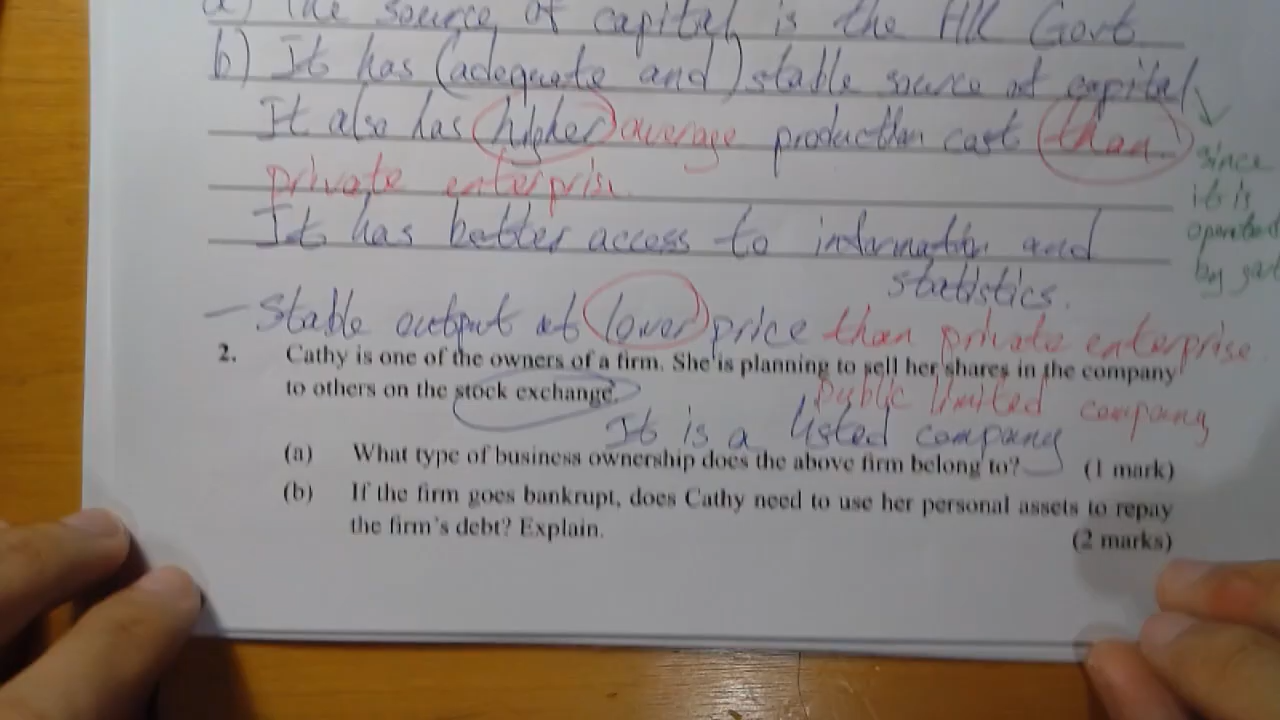 a) The source of capital is the HK Govt
b) It has (adequate and) stable source of capital
It also has higher average production cost than
private enterprise
since
it is
operated
by govt
It has better access to information and
statistics.
- Stable output at lower price than private enterprise
2. Cathy is one of the owners of a firm. She is planning to sell her shares in the company
to others on the stock exchange.
public limited company
It is a listed company
(a) What type of business ownership does the above firm belong to? (1 mark)
(b) If the firm goes bankrupt, does Cathy need to use her personal assets to repay
the firm's debt? Explain. (2 marks)